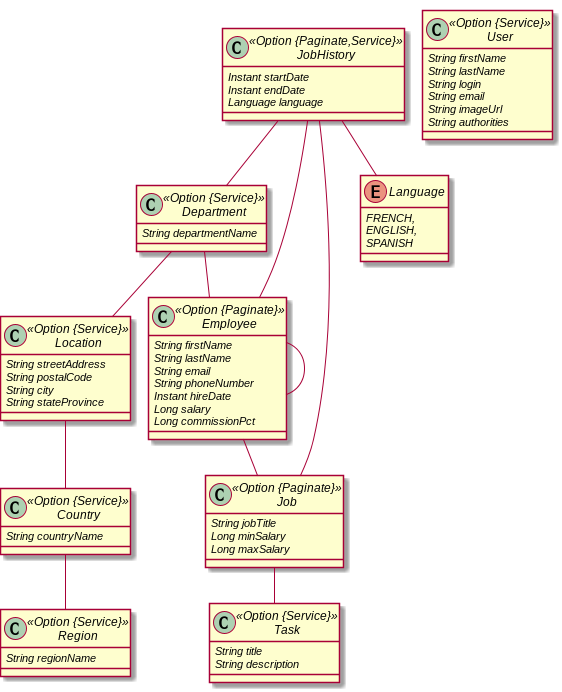 C «Option {Paginate,Service}»
JobHistory
Instant startDate
Instant endDate
Language language
C «Option {Service}»
User
String firstName
String lastName
String login
String email
String imageUrl
String authorities
C «Option {Service}»
Department
String departmentName
E Language
FRENCH,
ENGLISH,
SPANISH
C «Option {Service}»
Location
String streetAddress
String postalCode
String city
String stateProvince
C «Option {Paginate}»
Employee
String firstName
String lastName
String email
String phoneNumber
Instant hireDate
Long salary
Long commissionPct
C «Option {Service}»
Country
String countryName
C «Option {Paginate}»
Job
String jobTitle
Long minSalary
Long maxSalary
C «Option {Service}»
Region
String regionName
C «Option {Service}»
Task
String title
String description